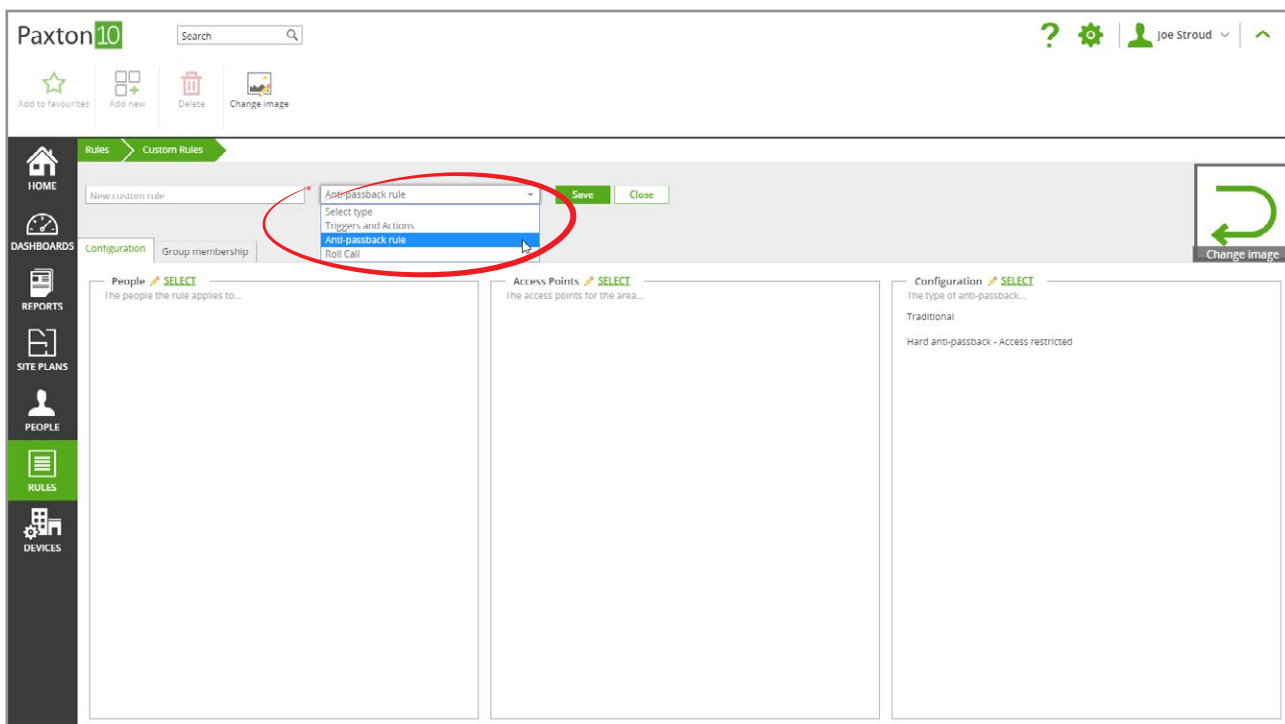 Paxton10
Search
Joe Stroud
Add to favourites
Add new
Delete
Change image
Rules
Custom Rules
HOME
New custom rule
*
Anti-passback rule
Save
Close
Select type
Triggers and Actions
Anti-passback rule
Roll Call
Change image
DASHBOARDS
Configuration
Group membership
REPORTS
People SELECT
The people the rule applies to...
Access Points SELECT
The access points for the area...
Configuration SELECT
The type of anti-passback...
Traditional
Hard anti-passback - Access restricted
SITE PLANS
PEOPLE
RULES
DEVICES